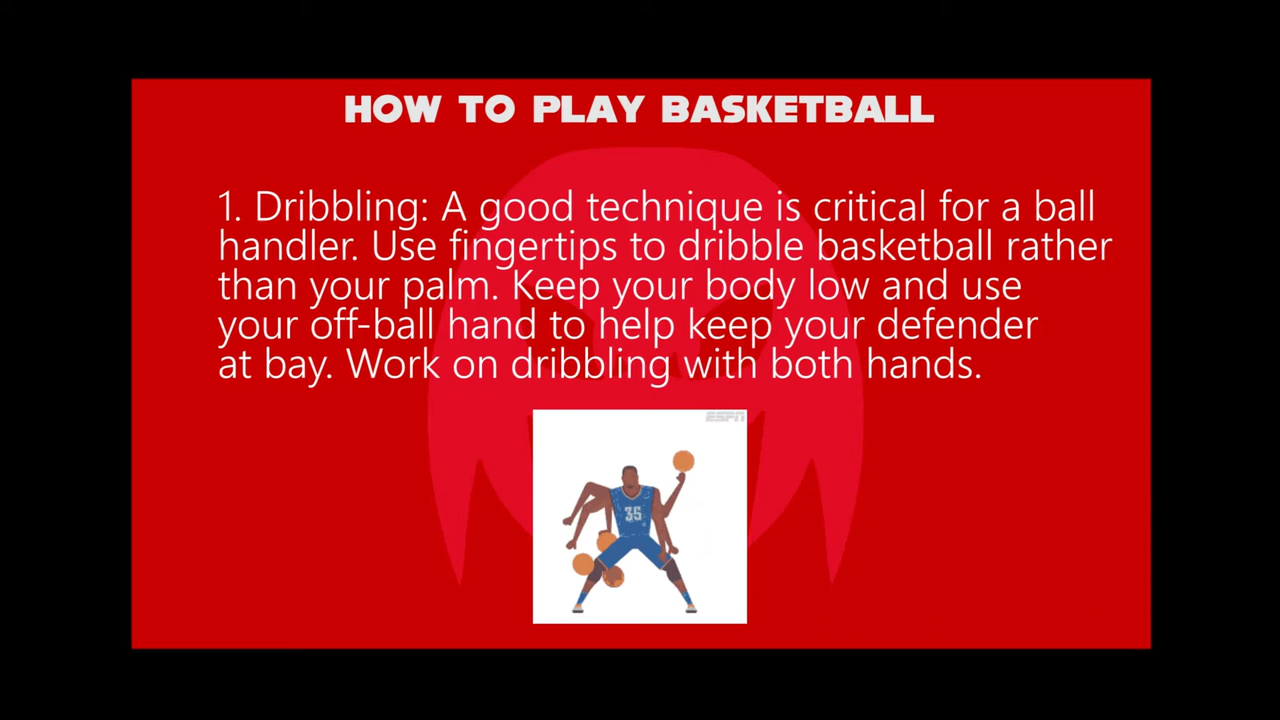 HOW TO PLAY BASKETBALL
1. Dribbling: A good technique is critical for a ball
handler. Use fingertips to dribble basketball rather
than your palm. Keep your body low and use
your off-ball hand to help keep your defender
at bay. Work on dribbling with both hands.
ESPN
35